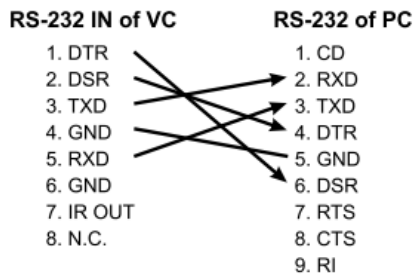 RS-232 IN of VC
1. DTR
2. DSR
3. TXD
4. GND
5. RXD
6. GND
7. IR OUT
8. N.C.
RS-232 of PC
1. CD
2. RXD
3. TXD
4. DTR
5. GND
6. DSR
7. RTS
8. CTS
9. RI